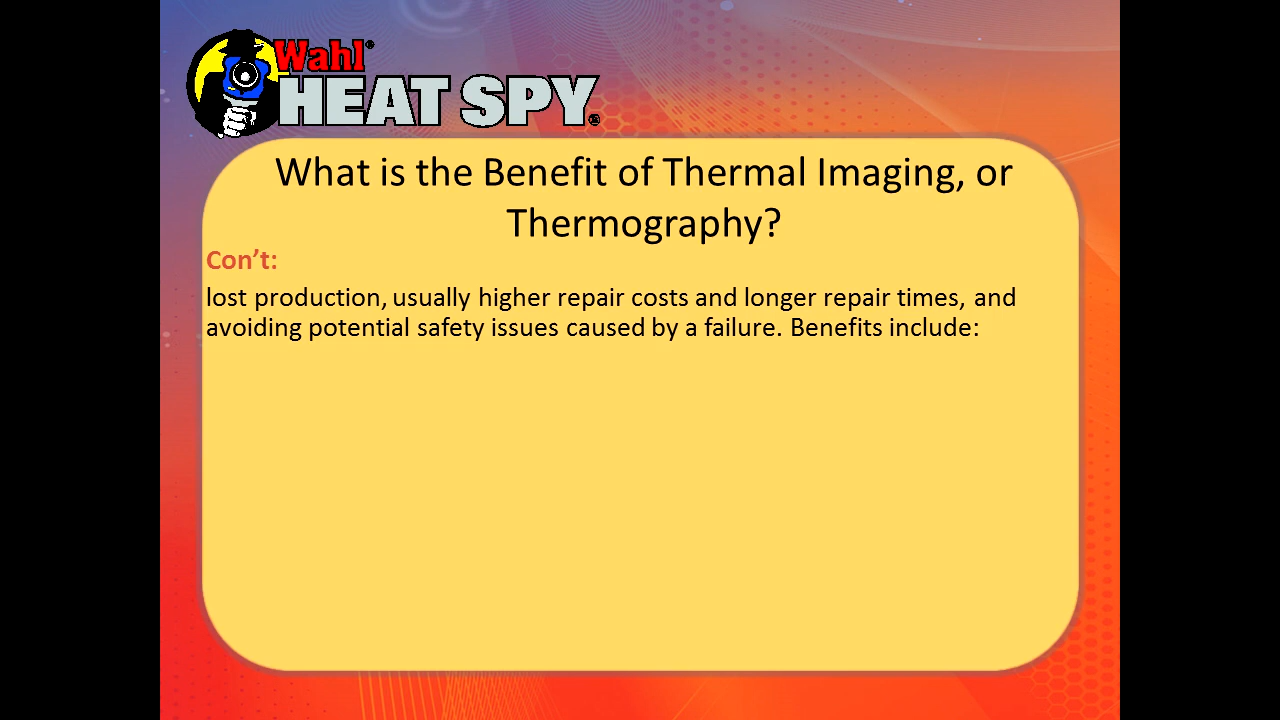 Wahl®
HEAT SPY®
What is the Benefit of Thermal Imaging, or
Thermography?
Con’t:
lost production, usually higher repair costs and longer repair times, and
avoiding potential safety issues caused by a failure. Benefits include: